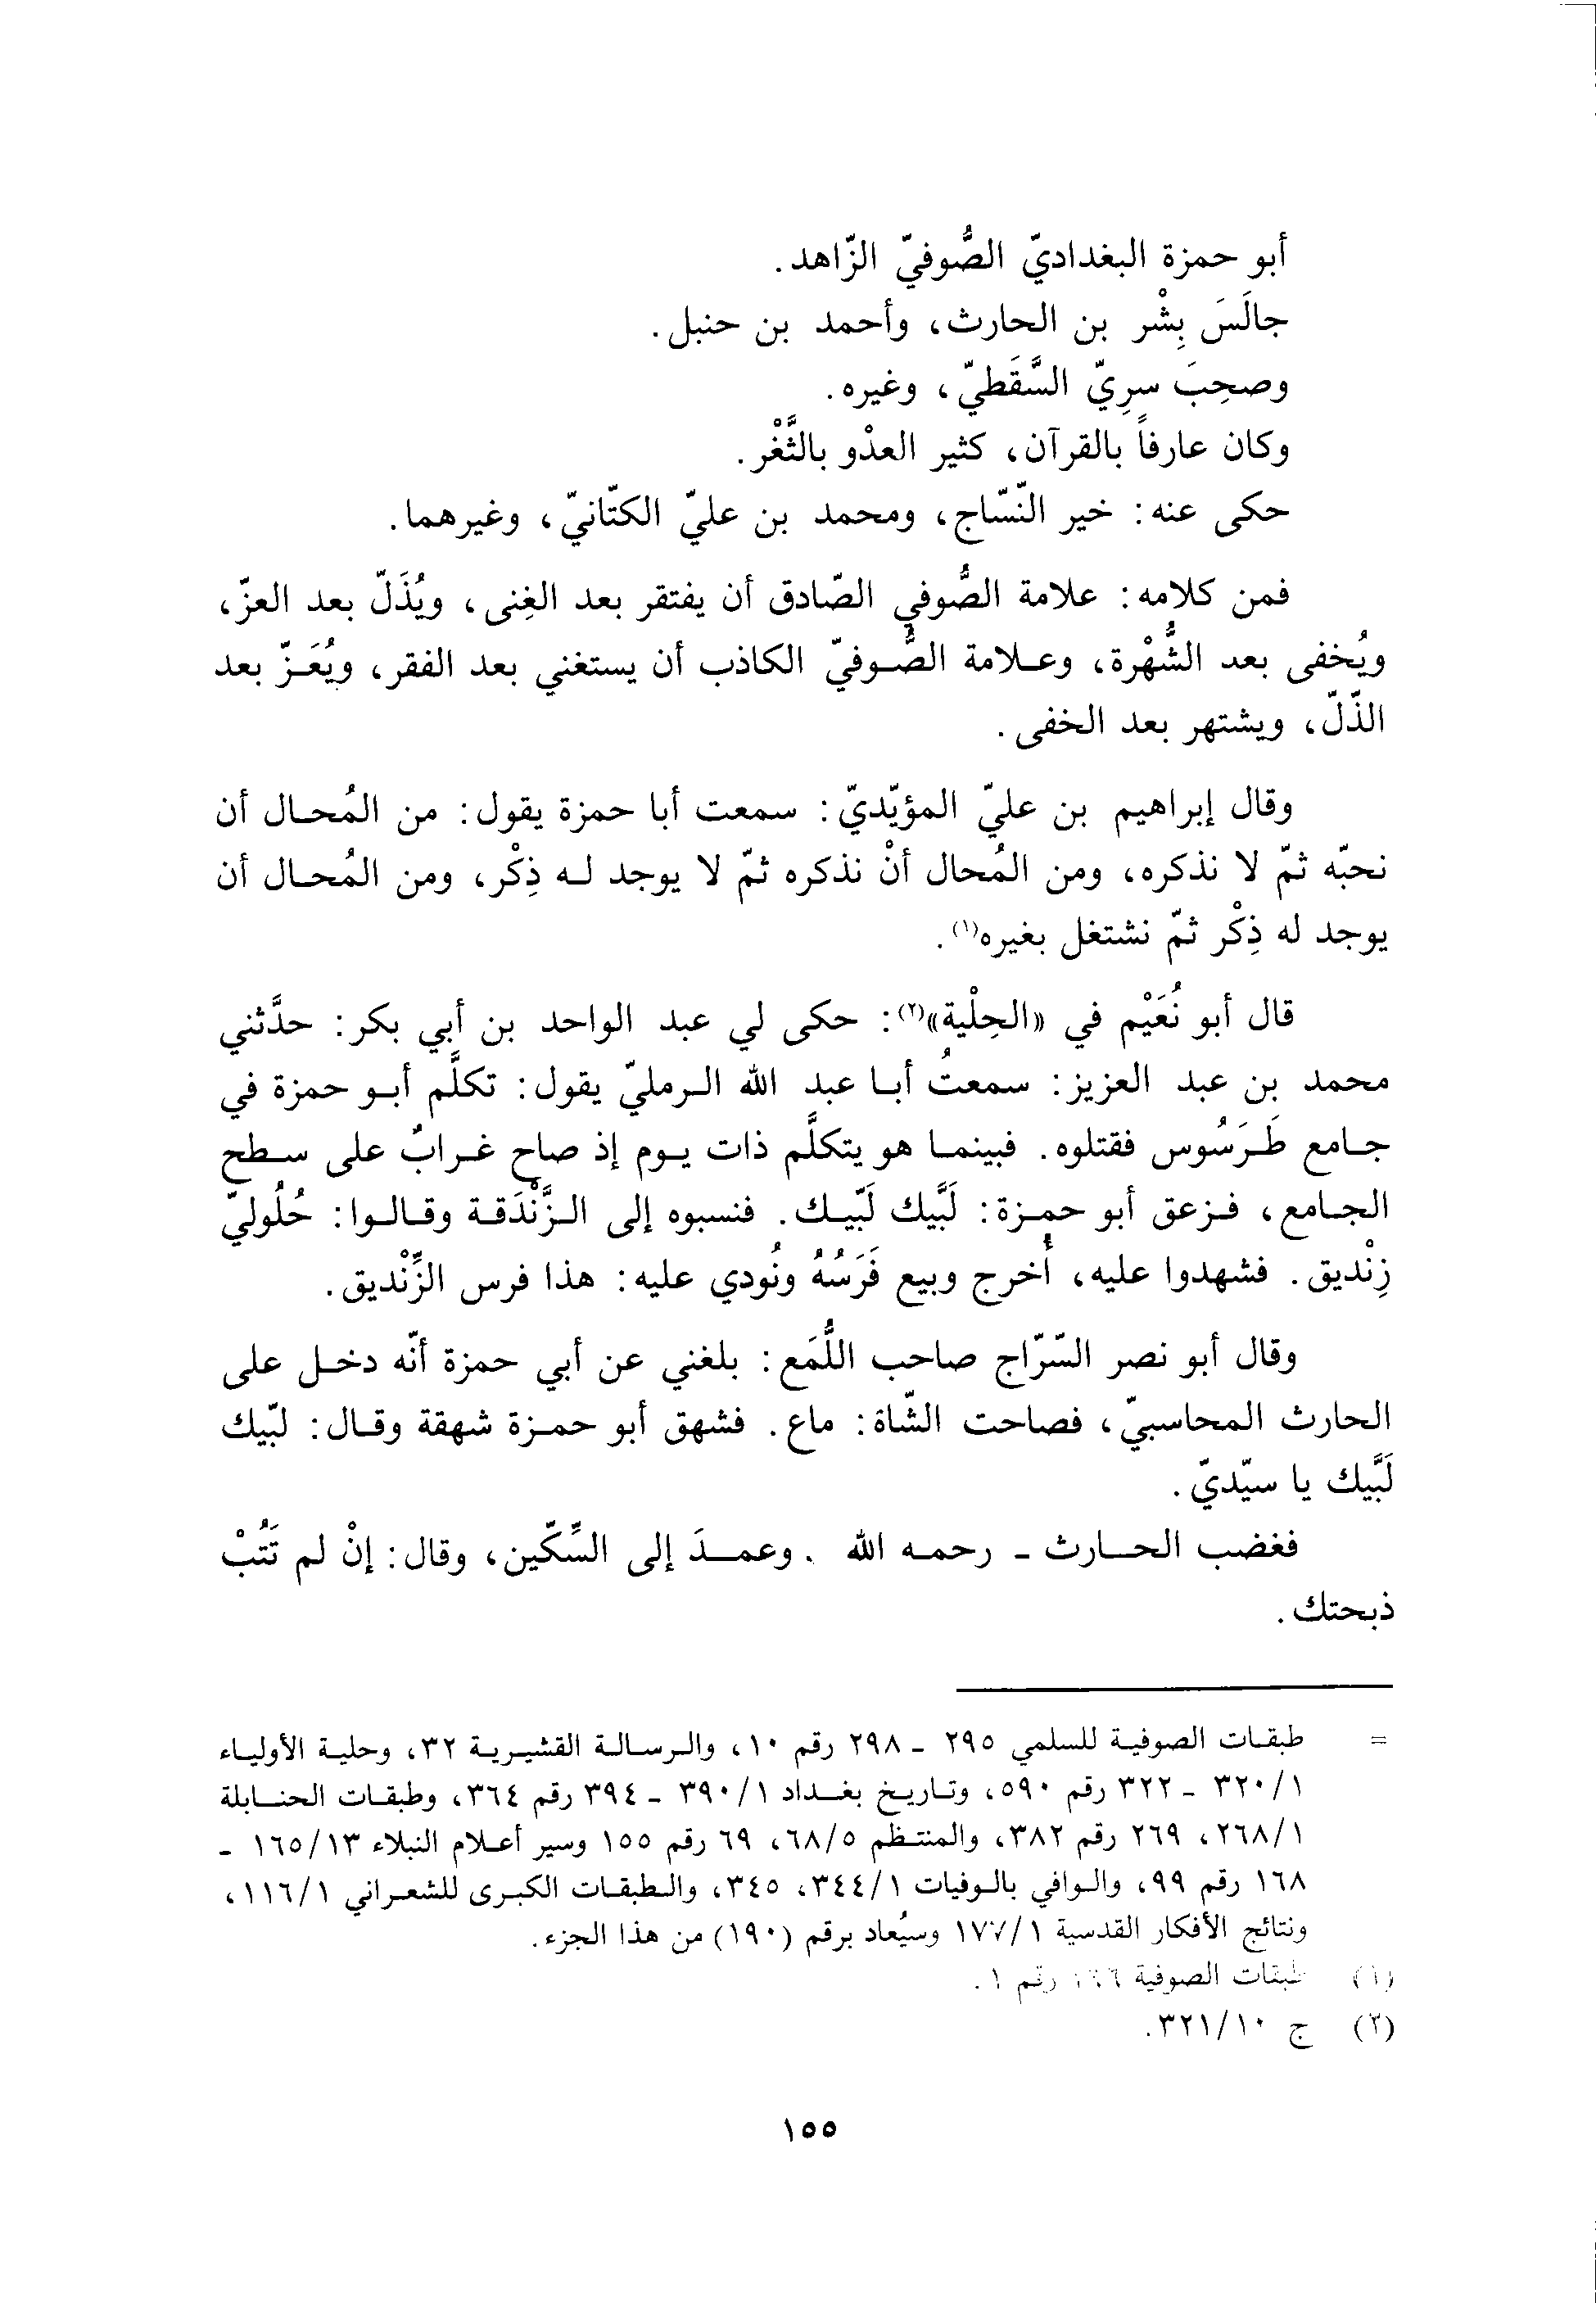 أبو حمزة البغداديّ الصُّوفيّ الزّاهد.
جالَسَ بِشْر بن الحارث، وأحمد بن حنبل.
وصحِبَ سرِيّ السَّقَطيّ، وغيره.
وكان عارفاً بالقرآن، كثير العدْو بالثَّغْر.
حكى عنه: خير النّسّاج، ومحمد بن عليّ الكتّانيّ، وغيرهما.
فمن كلامه: علامة الصُّوفي الصّادق أن يفتقر بعد الغِنى، ويُذَلّ بعد العزّ،
ويُخفى بعد الشُّهْرة، وعلامة الصُّوفيّ الكاذب أن يستغني بعد الفقر، ويُعَزّ بعد
الذّلّ، ويشتهر بعد الخفى.
وقال إبراهيم بن عليّ المؤيّديّ: سمعت أبا حمزة يقول: من المُحال أن
نحبّه ثمّ لا نذكره، ومن المُحال أنْ نذكره ثمّ لا يوجد له ذِكْر، ومن المُحال أن
يوجد له ذِكْر ثمّ نشتغل بغيره(١).
قال أبو نُعَيْم في «الحِلْية»(٢): حكى لي عبد الواحد بن أبي بكر: حدَّثني
محمد بن عبد العزيز: سمعتُ أبا عبد الله الرمليّ يقول: تكلَّم أبو حمزة في
جامع طَرَسُوس فقتلوه. فبينما هو يتكلَّم ذات يوم إذ صاح غرابٌ على سطح
الجامع، فزعق أبو حمزة: لَبَّيك لَبّيك. فنسبوه إلى الزَّنْدَقة وقالوا: حُلُوليّ
زِنْديق. فشهدوا عليه، أُخرج وبيع فَرَسُهُ ونُودي عليه: هذا فرس الزِّنْديق.
وقال أبو نصر السّرّاج صاحب اللُّمَع: بلغني عن أبي حمزة أنّه دخل على
الحارث المحاسبيّ، فصاحت الشّاة: ماع. فشهق أبو حمزة شهقة وقال: لبّيك
لَبَّيك يا سيّديّ.
فغضب الحارث - رحمه الله . وعمدَ إلى السِّكّين، وقال: إنْ لم تَتُبْ
ذبحتك.
= طبقات الصوفية للسلمي ٢٩٥ - ٢٩٨ رقم ١٠، والرسالة القشيرية ٣٢، وحلية الأولياء
٣٢٠/١ - ٣٢٢ رقم ٥٩٠، وتاريخ بغداد ٣٩٠/١ - ٣٩٤ رقم ٣٦٤، وطبقات الحنابلة
٢٦٨/١، ٢٦٩ رقم ٣٨٢، والمنتظم ٦٨/٥، ٦٩ رقم ١٥٥ وسير أعلام النبلاء ١٦٥/١٣ -
١٦٨ رقم ٩٩، والوافي بالوفيات ٣٤٤/١، ٣٤٥، والطبقات الكبرى للشعراني ١١٦/١،
ونتائج الأفكار القدسية ١٧٧/١ وسيُعاد برقم (١٩٠) من هذا الجزء.
(١) طبقات الصوفية رقم ١.
(٢) ج ٣٢١/١٠.
١٥٥